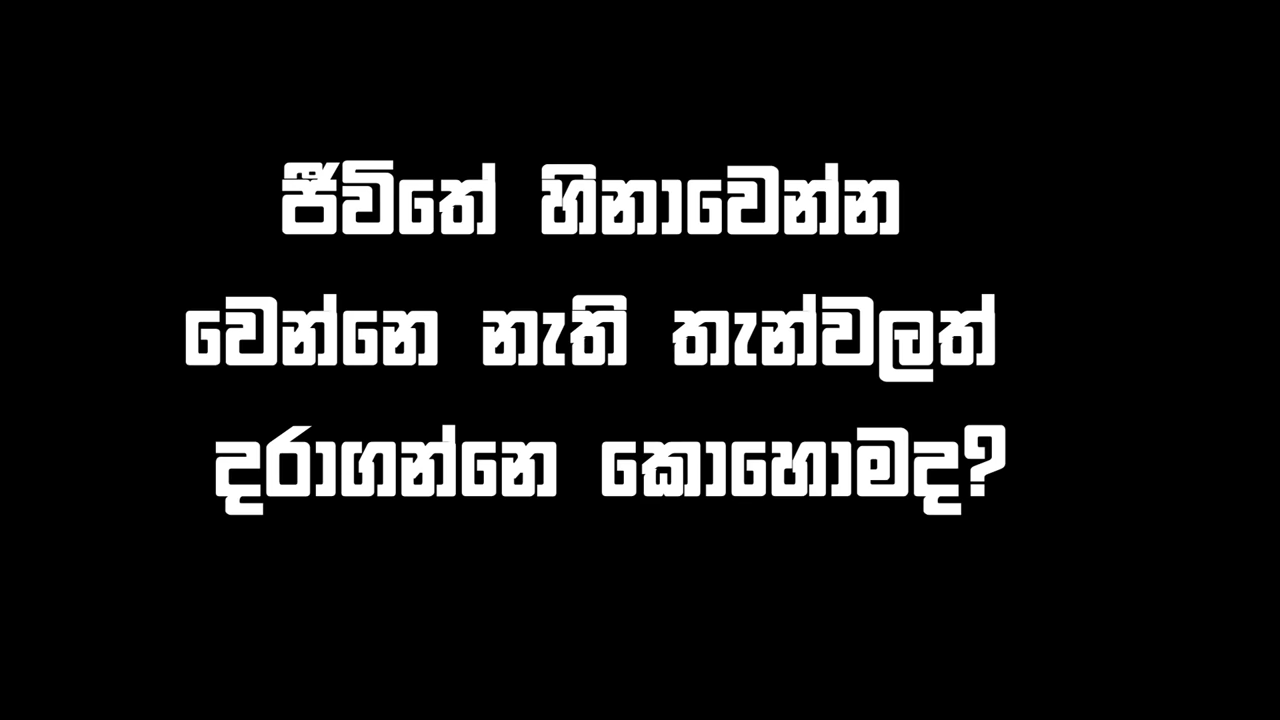 ජීවිතේ හිනාවෙන්න
වෙන්නෙ නැති තැන්වලත්
දරාගන්නෙ කොහොමද?